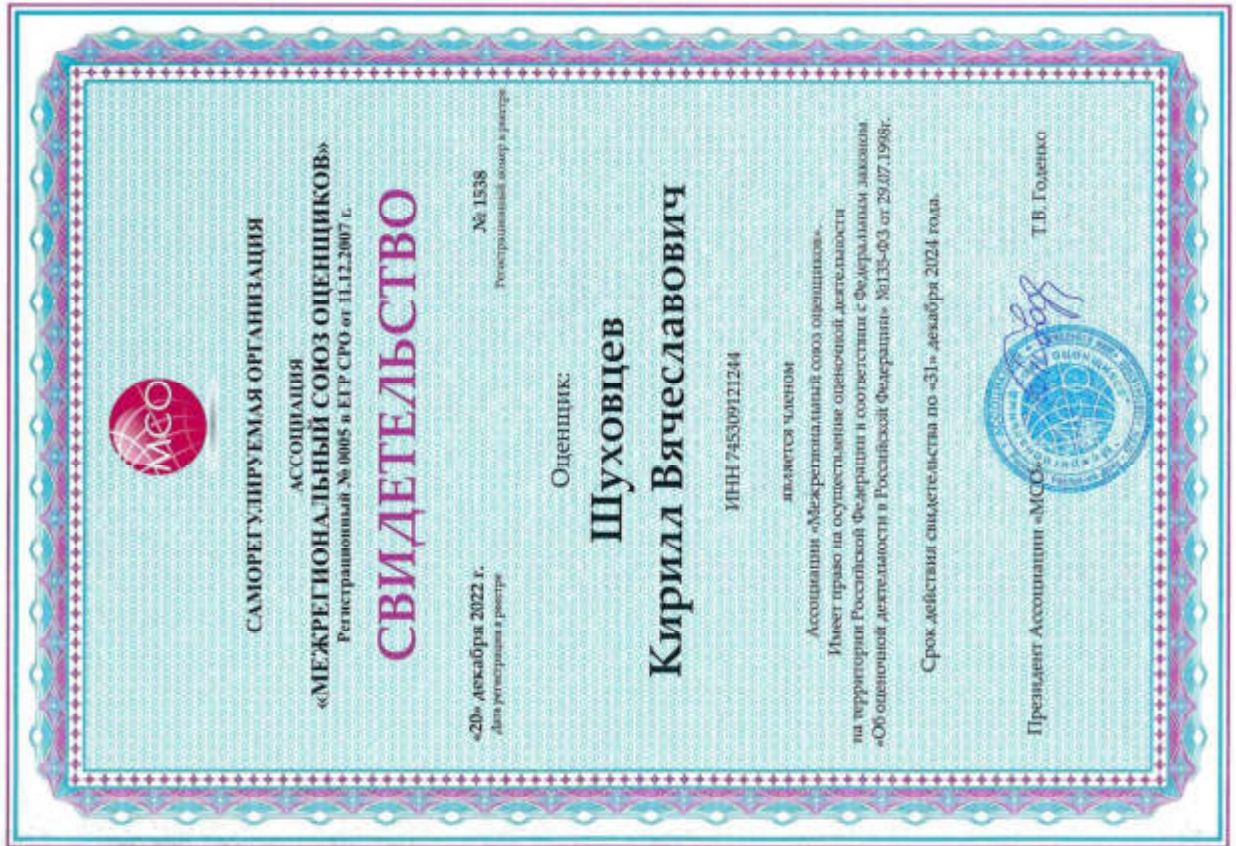 МСО
САМОРЕГУЛИРУЕМАЯ ОРГАНИЗАЦИЯ
АССОЦИАЦИЯ
«МЕЖРЕГИОНАЛЬНЫЙ СОЮЗ ОЦЕНЩИКОВ»
Регистрационный № 0005 в ЕГР СРО от 11.12.2007 г.
СВИДЕТЕЛЬСТВО
«20» декабря 2022 г. № 1538
Дата регистрации в реестре Регистрационный номер в реестре
Оценщик:
Шуховцев
Кирилл Вячеславович
ИНН 745309121244
является членом
Ассоциации «Межрегиональный союз оценщиков».
Имеет право на осуществление оценочной деятельности
на территории Российской Федерации в соответствии с Федеральным законом
«Об оценочной деятельности в Российской Федерации» №135-ФЗ от 29.07.1998г.
Срок действия свидетельства по «31» декабря 2024 года.
Президент Ассоциации «МСО» Т.В. Годенко